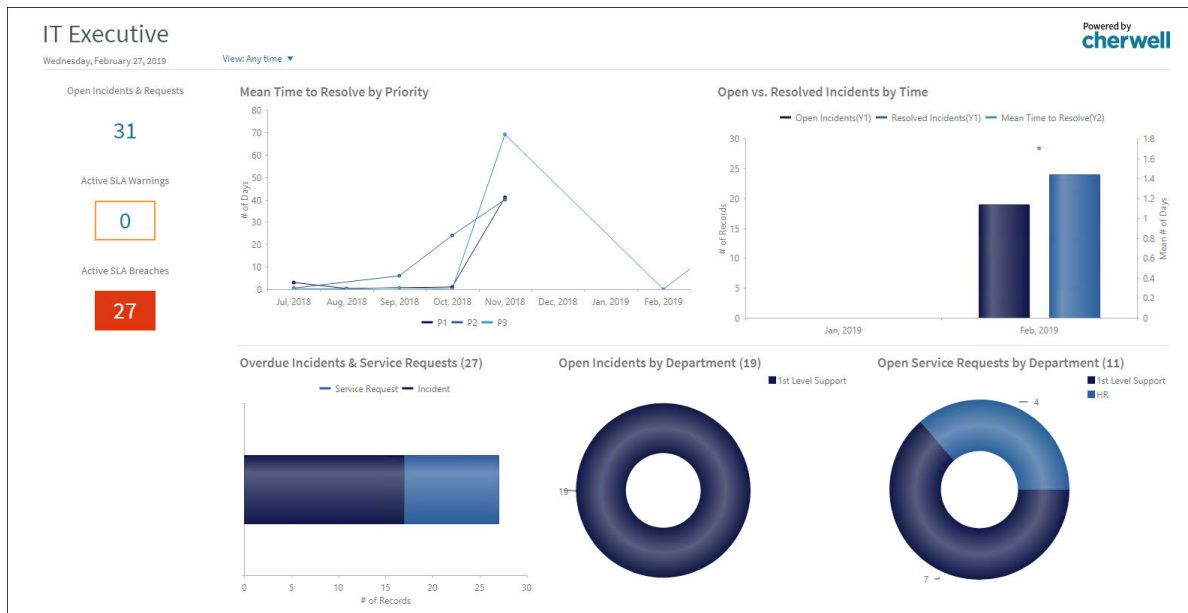 IT Executive
Wednesday, February 27, 2019
View: Any time
Powered by
cherwell
Open Incidents & Requests
31
Active SLA Warnings
0
Active SLA Breaches
27
Mean Time to Resolve by Priority
# of Days
80
70
60
50
40
30
20
10
0
Jul, 2018 Aug, 2018 Sep, 2018 Oct, 2018 Nov, 2018 Dec, 2018 Jan, 2019 Feb, 2019
P1 P2 P3
Open vs. Resolved Incidents by Time
Open Incidents(Y1) Resolved Incidents(Y1) Mean Time to Resolve(Y2)
# of Records
30
25
20
15
10
5
0
1.8
1.6
1.4
1.2
1
0.8
0.6
0.4
0.2
0
Mean # of Days
Jan, 2019 Feb, 2019
Overdue Incidents & Service Requests (27)
Service Request Incident
0 5 10 15 20 25 30
# of Records
Open Incidents by Department (19)
1st Level Support
19
Open Service Requests by Department (11)
1st Level Support
HR
4
7